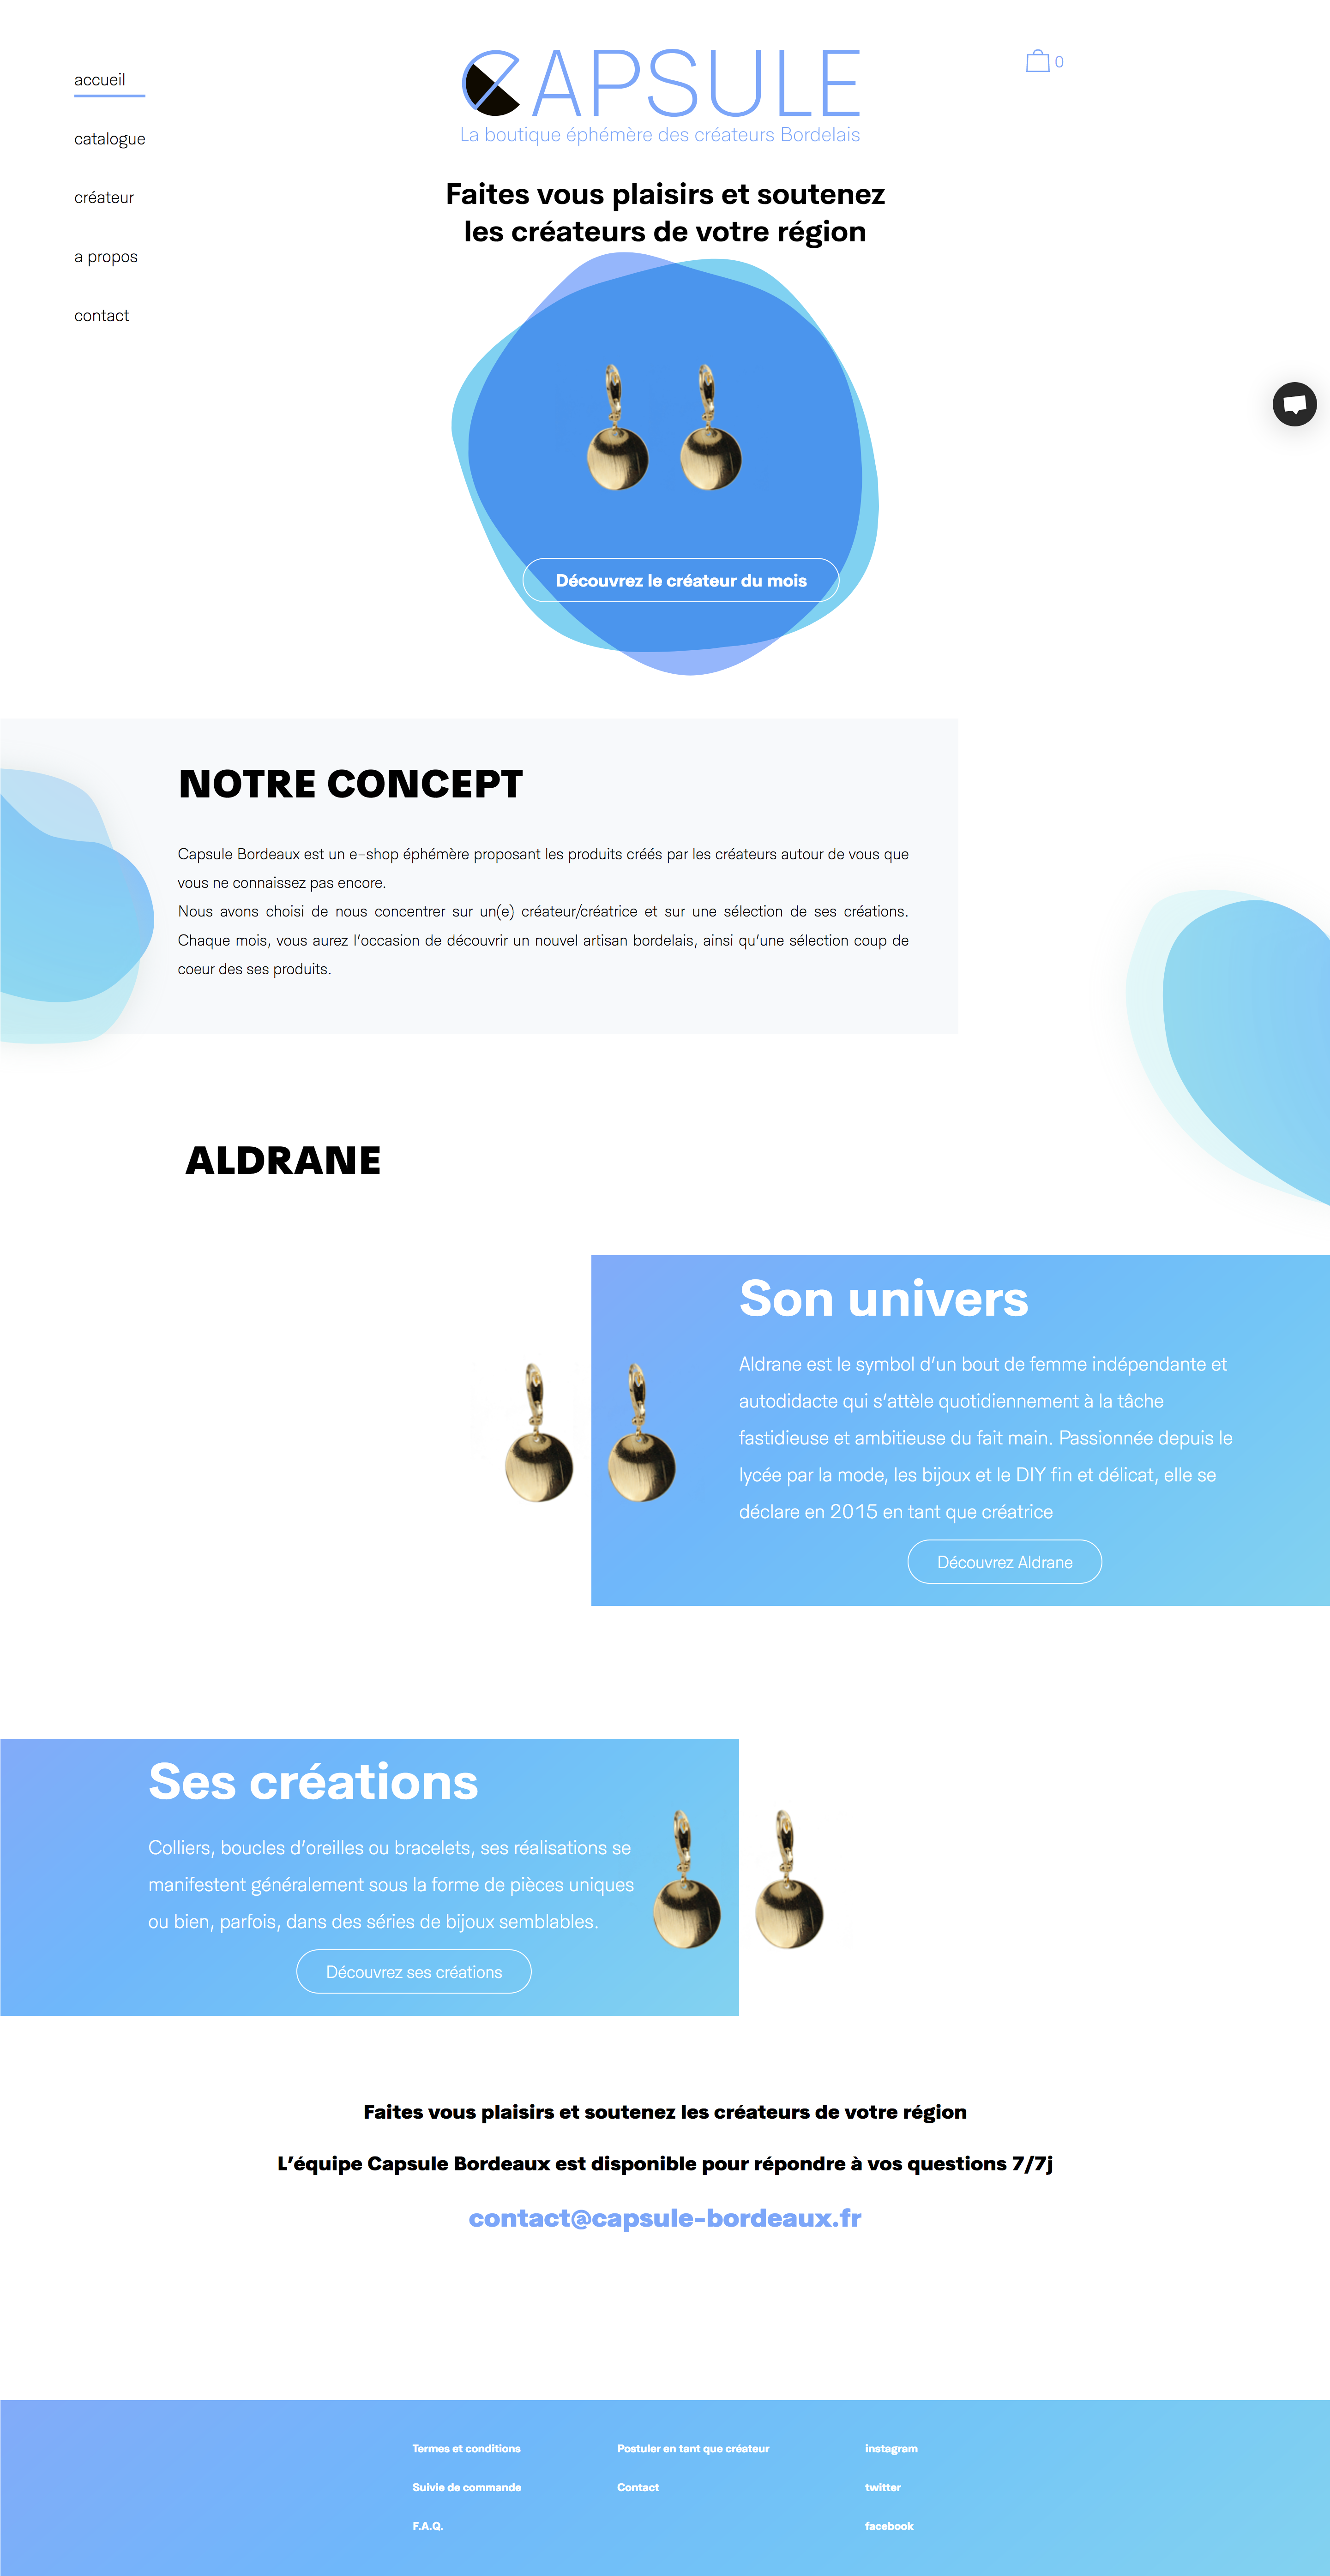 accueil
catalogue
créateur
a propos
contact
CAPSULE
La boutique éphémère des créateurs Bordelais
0
Faites vous plaisirs et soutenez
les créateurs de votre région
Découvrez le créateur du mois
NOTRE CONCEPT
Capsule Bordeaux est un e-shop éphémère proposant les produits créés par les créateurs autour de vous que
vous ne connaissez pas encore.
Nous avons choisi de nous concentrer sur un(e) créateur/créatrice et sur une sélection de ses créations.
Chaque mois, vous aurez l'occasion de découvrir un nouvel artisan bordelais, ainsi qu'une sélection coup de
coeur des ses produits.
ALDRANE
Son univers
Aldrane est le symbol d'un bout de femme indépendante et
autodidacte qui s'attèle quotidiennement à la tâche
fastidieuse et ambitieuse du fait main. Passionnée depuis le
lycée par la mode, les bijoux et le DIY fin et délicat, elle se
déclare en 2015 en tant que créatrice
Découvrez Aldrane
Ses créations
Colliers, boucles d'oreilles ou bracelets, ses réalisations se
manifestent généralement sous la forme de pièces uniques
ou bien, parfois, dans des séries de bijoux semblables.
Découvrez ses créations
Faites vous plaisirs et soutenez les créateurs de votre région
L'équipe Capsule Bordeaux est disponible pour répondre à vos questions 7/7j
contact@capsule-bordeaux.fr
Termes et conditions
Suivie de commande
F.A.Q.
Postuler en tant que créateur
Contact
instagram
twitter
facebook